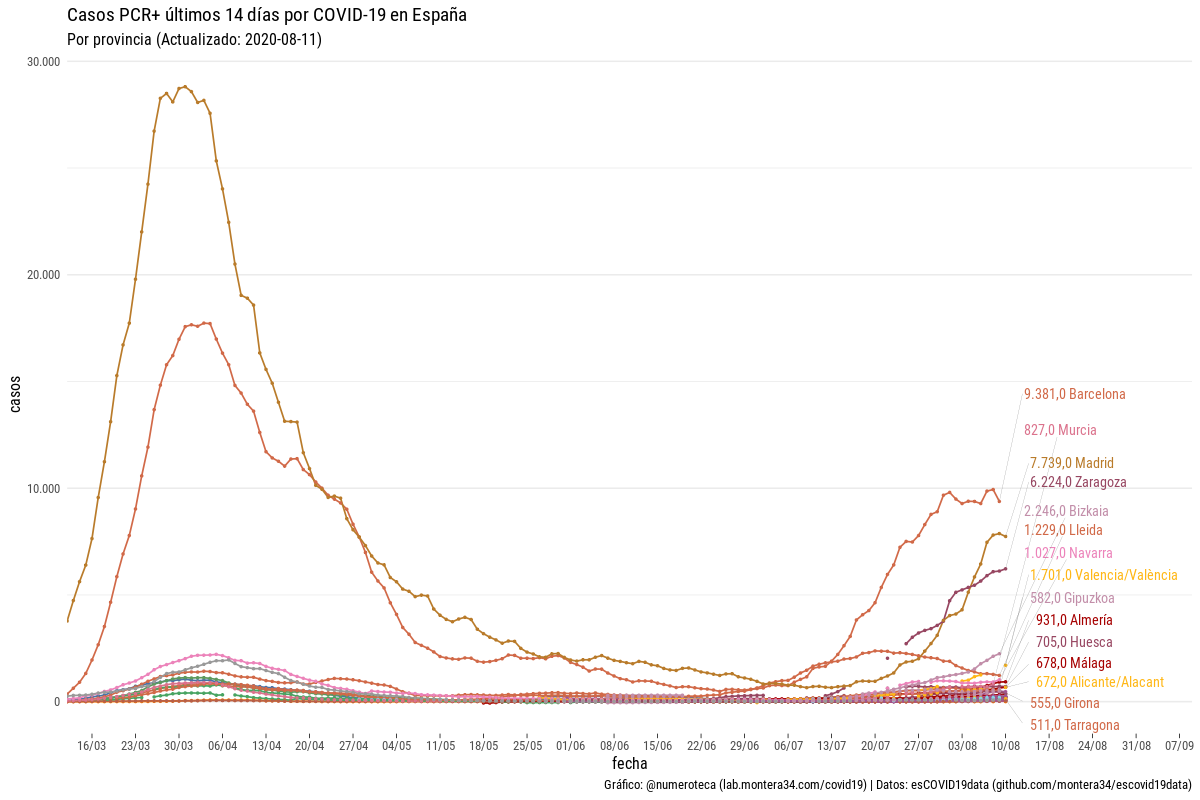 Casos PCR+ últimos 14 días por COVID-19 en España
Por provincia (Actualizado: 2020-08-11)
30.000
20.000
10.000
0
casos
9.381,0 Barcelona
827,0 Murcia
7.739,0 Madrid
6.224,0 Zaragoza
2.246,0 Bizkaia
1.229,0 Lleida
1.027,0 Navarra
1.701,0 Valencia/València
582,0 Gipuzkoa
931,0 Almería
705,0 Huesca
678,0 Málaga
672,0 Alicante/Alacant
555,0 Girona
511,0 Tarragona
16/03 23/03 30/03 06/04 13/04 20/04 27/04 04/05 11/05 18/05 25/05 01/06 08/06 15/06 22/06 29/06 06/07 13/07 20/07 27/07 03/08 10/08 17/08 24/08 31/08 07/09
fecha
Gráfico: @numeroteca (lab.montera34.com/covid19) | Datos: esCOVID19data (github.com/montera34/escovid19data)